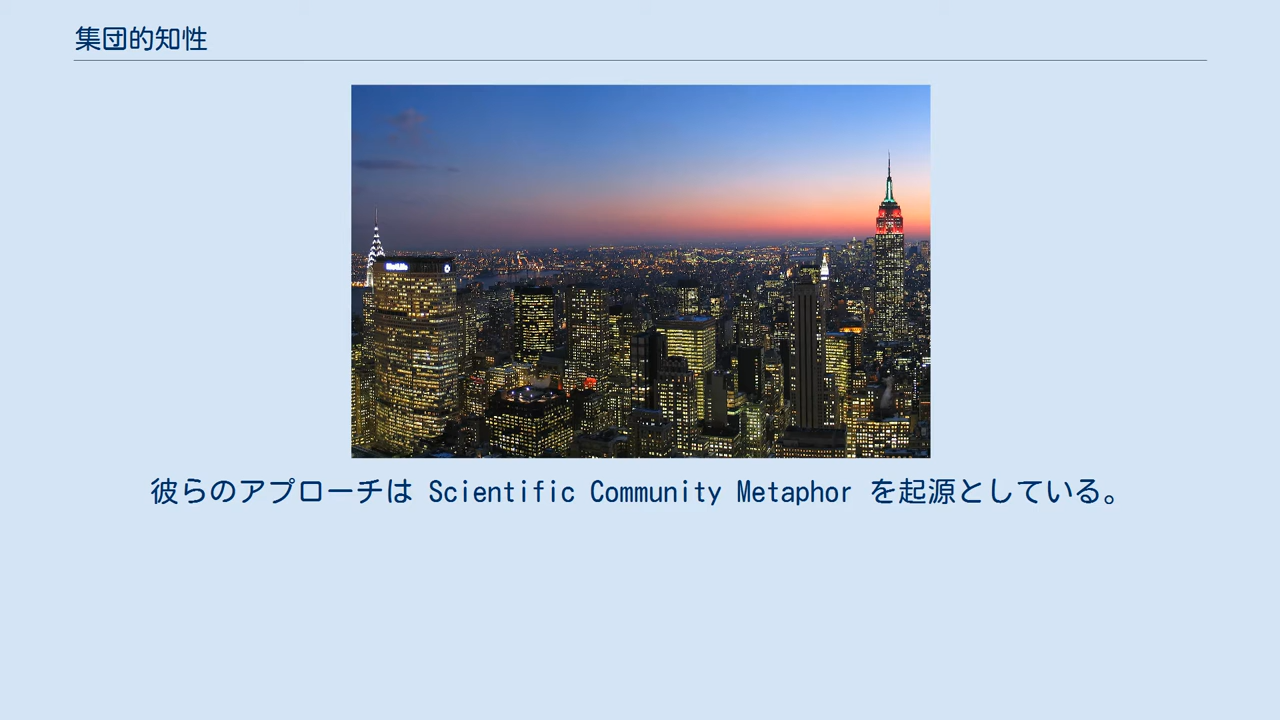 集団的知性
MetLife
彼らのアプローチは Scientific Community Metaphor を起源としている。